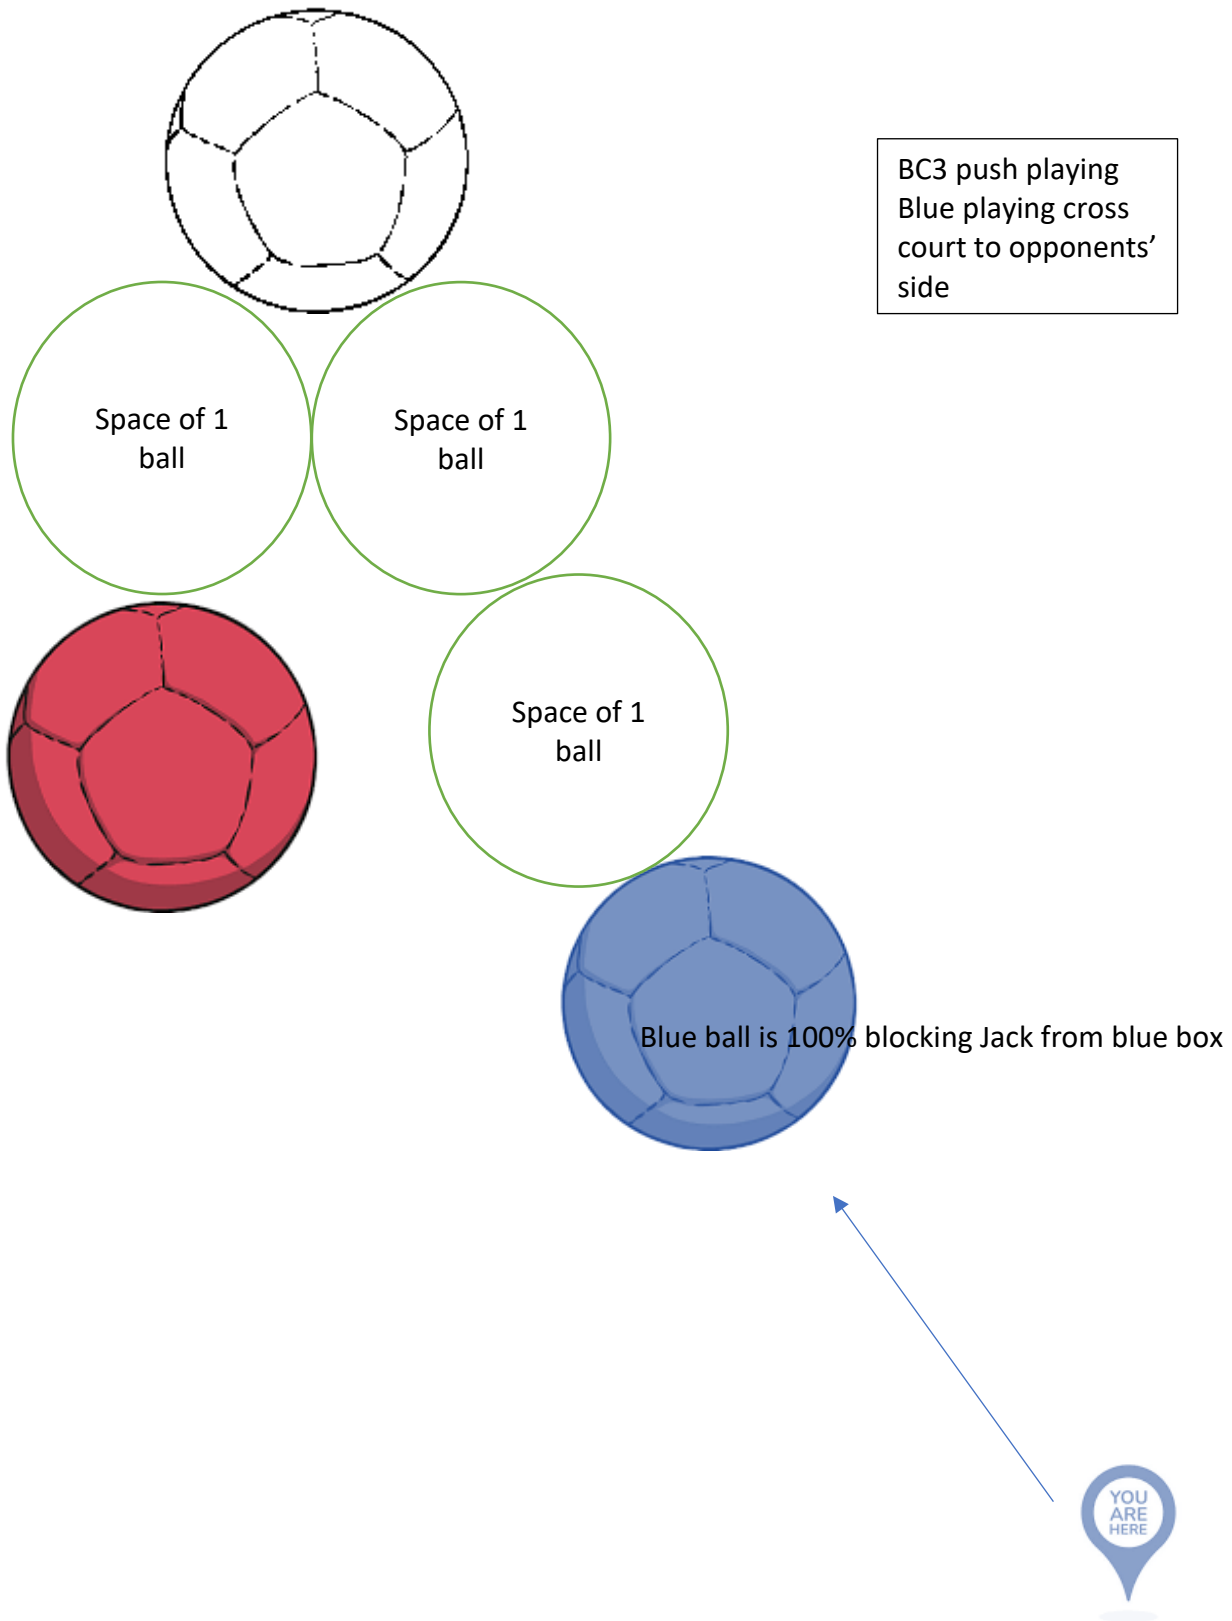 BC3 push playing
Blue playing cross
court to opponents’
side
Space of 1
ball
Space of 1
ball
Space of 1
ball
Blue ball is 100% blocking Jack from blue box
YOU
ARE
HERE